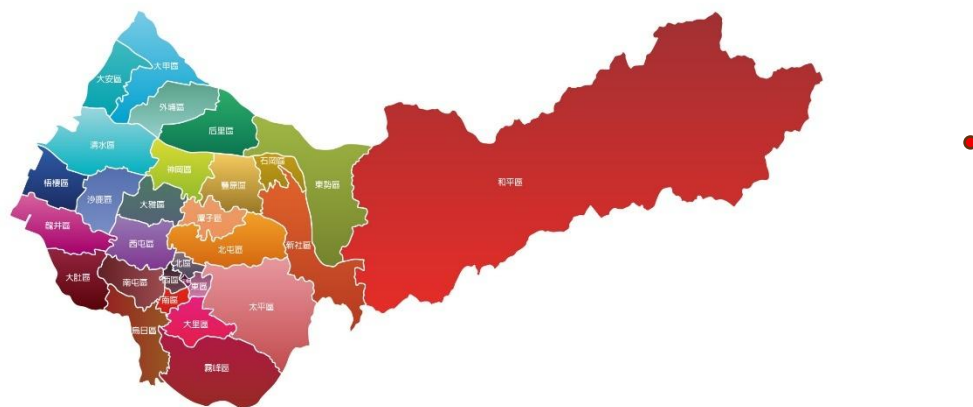 大甲區
大安區
外埔區
后里區
清水區
石岡區
神岡區
豐原區
東勢區
和平區
梧棲區
沙鹿區
大雅區
潭子區
龍井區
西屯區
北屯區
新社區
北區
大肚區
南屯區
西區
東區
南區
太平區
烏日區
大里區
霧峰區